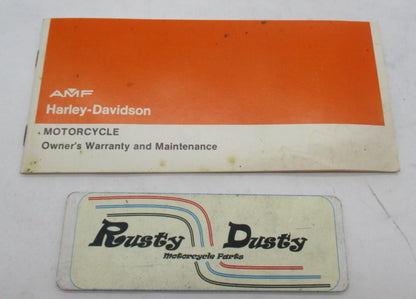 AMF
Harley-Davidson
MOTORCYCLE
Owner's Warranty and Maintenance
Rusty Dusty
Motorcycle Parts